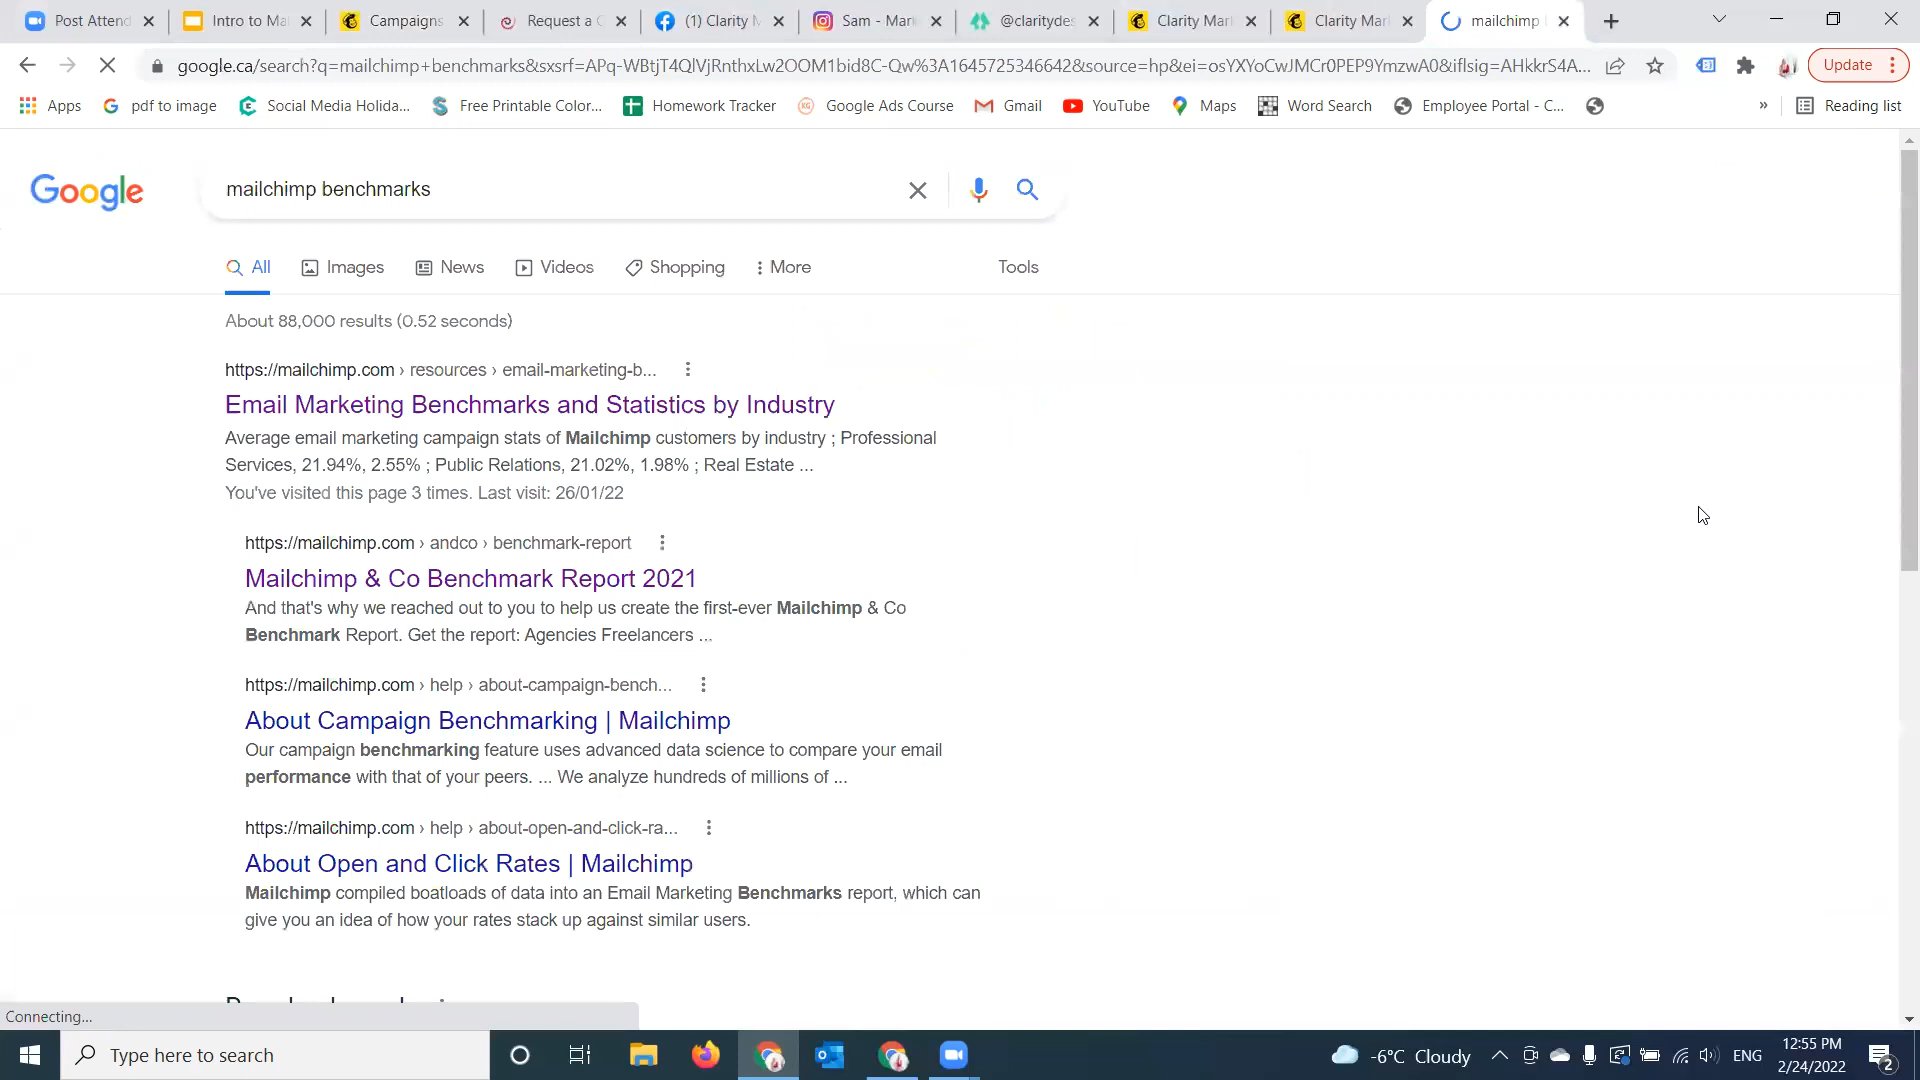 Post Attend
Intro to Ma
Campaigns
Request a C
(1) Clarity M
Sam - Mark
@claritydes
Clarity Mark
Clarity Mark
mailchimp
google.ca/search?q=mailchimp+benchmarks&sxsrf=APq-WBtjT4QlVjRnthxLw2OOM1bid8C-Qw%3A1645725346642&source=hp&ei=osYXYoCwJMCr0PEP9YmzwA0&iflsig=AHkkrS4A...
Update
Apps
pdf to image
Social Media Holida...
Free Printable Color...
Homework Tracker
Google Ads Course
Gmail
YouTube
Maps
Word Search
Employee Portal - C...
»
Reading list
Google
mailchimp benchmarks
All
Images
News
Videos
Shopping
More
Tools
About 88,000 results (0.52 seconds)
https://mailchimp.com › resources › email-marketing-b...
Email Marketing Benchmarks and Statistics by Industry
Average email marketing campaign stats of Mailchimp customers by industry ; Professional
Services, 21.94%, 2.55% ; Public Relations, 21.02%, 1.98% ; Real Estate ...
You've visited this page 3 times. Last visit: 26/01/22
https://mailchimp.com › andco › benchmark-report
Mailchimp & Co Benchmark Report 2021
And that's why we reached out to you to help us create the first-ever Mailchimp & Co
Benchmark Report. Get the report: Agencies Freelancers ...
https://mailchimp.com › help › about-campaign-bench...
About Campaign Benchmarking | Mailchimp
Our campaign benchmarking feature uses advanced data science to compare your email
performance with that of your peers. ... We analyze hundreds of millions of ...
https://mailchimp.com › help › about-open-and-click-ra...
About Open and Click Rates | Mailchimp
Mailchimp compiled boatloads of data into an Email Marketing Benchmarks report, which can
give you an idea of how your rates stack up against similar users.
Connecting...
Type here to search
-6°C Cloudy
ENG
12:55 PM
2/24/2022
2